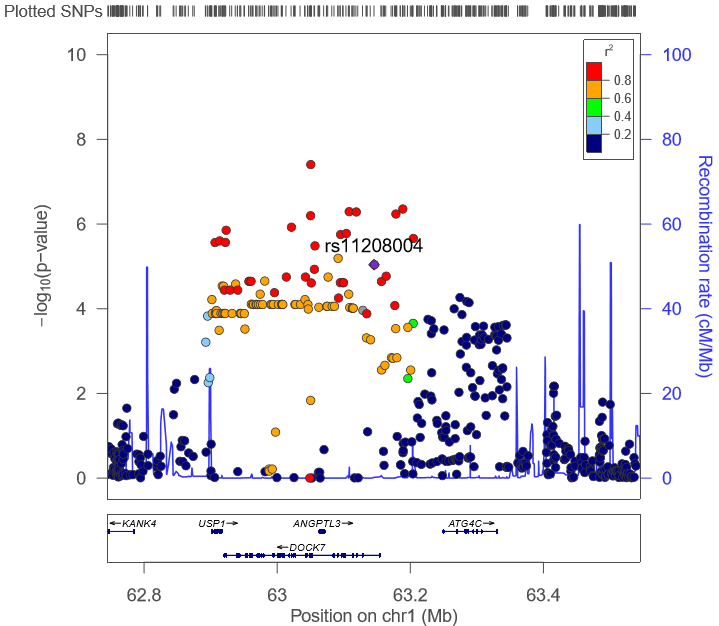 Plotted SNPs
10
8
6
4
2
0
−log10(p−value)
100
80
60
40
20
0
Recombination rate (cM/Mb)
r2
0.8
0.6
0.4
0.2
rs11208004
←KANK4
USP1→
ANGPTL3→
ATG4C→
←DOCK7
62.8
63
63.2
63.4
Position on chr1 (Mb)